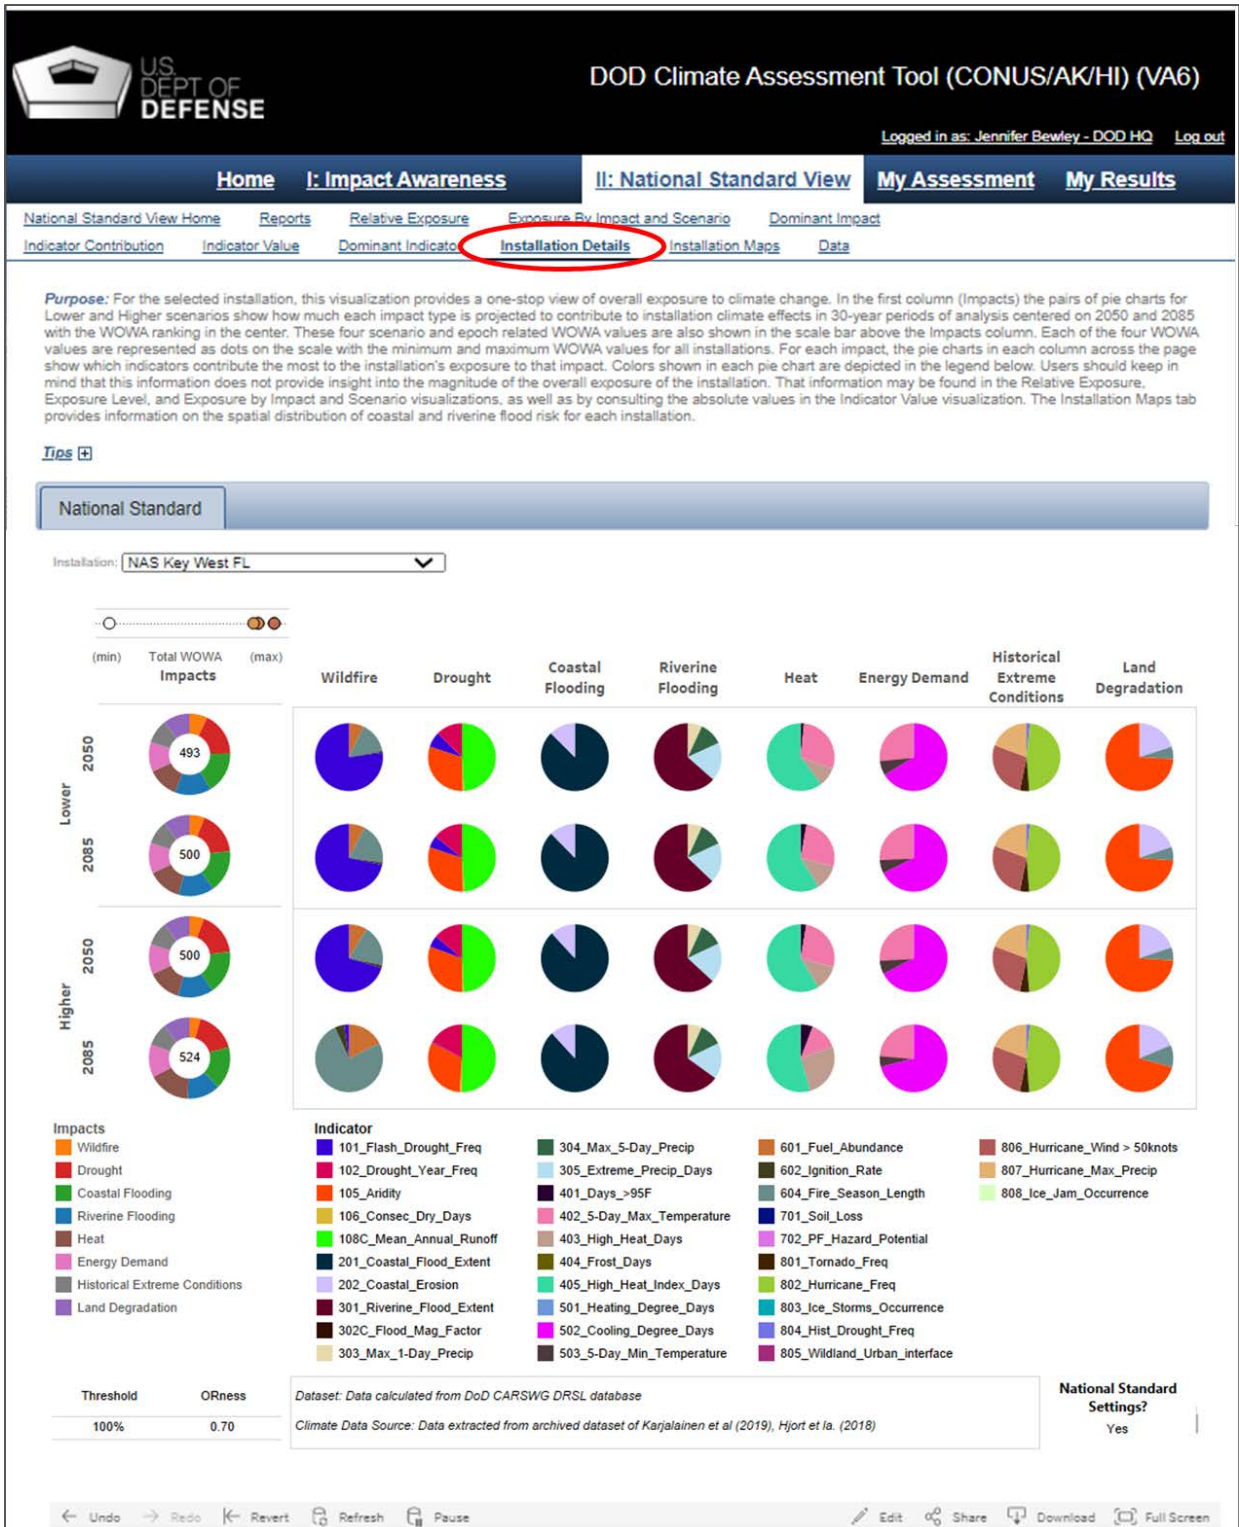 U.S.
DEPT OF
DEFENSE
DOD Climate Assessment Tool (CONUS/AK/HI) (VA6)
Logged in as: Jennifer Bewley - DOD HQ Log out
Home I: Impact Awareness II: National Standard View My Assessment My Results
National Standard View Home Reports Relative Exposure Exposure By Impact and Scenario Dominant Impact
Indicator Contribution Indicator Value Dominant Indicator Installation Details Installation Maps Data
Purpose: For the selected installation, this visualization provides a one-stop view of overall exposure to climate change. In the first column (Impacts) the pairs of pie charts for
Lower and Higher scenarios show how much each impact type is projected to contribute to installation climate effects in 30-year periods of analysis centered on 2050 and 2085
with the WOWA ranking in the center. These four scenario and epoch related WOWA values are also shown in the scale bar above the Impacts column. Each of the four WOWA
values are represented as dots on the scale with the minimum and maximum WOWA values for all installations. For each impact, the pie charts in each column across the page
show which indicators contribute the most to the installation's exposure to that impact. Colors shown in each pie chart are depicted in the legend below. Users should keep in
mind that this information does not provide insight into the magnitude of the overall exposure of the installation. That information may be found in the Relative Exposure,
Exposure Level, and Exposure by Impact and Scenario visualizations, as well as by consulting the absolute values in the Indicator Value visualization. The Installation Maps tab
provides information on the spatial distribution of coastal and riverine flood risk for each installation.
Tips
National Standard
Installation: NAS Key West FL
(min) Total WOWA (max)
Impacts
Wildfire
Drought
Coastal
Flooding
Riverine
Flooding
Heat
Energy Demand
Historical
Extreme
Conditions
Land
Degradation
Lower
2050
493
2085
500
Higher
2050
500
2085
524
Impacts
Wildfire
Drought
Coastal Flooding
Riverine Flooding
Heat
Energy Demand
Historical Extreme Conditions
Land Degradation
Indicator
101_Flash_Drought_Freq
102_Drought_Year_Freq
105_Aridity
106_Consec_Dry_Days
108C_Mean_Annual_Runoff
201_Coastal_Flood_Extent
202_Coastal_Erosion
301_Riverine_Flood_Extent
302C_Flood_Mag_Factor
303_Max_1-Day_Precip
304_Max_5-Day_Precip
305_Extreme_Precip_Days
401_Days_>95F
402_5-Day_Max_Temperature
403_High_Heat_Days
404_Frost_Days
405_High_Heat_Index_Days
501_Heating_Degree_Days
502_Cooling_Degree_Days
503_5-Day_Min_Temperature
601_Fuel_Abundance
602_Ignition_Rate
604_Fire_Season_Length
701_Soil_Loss
702_PF_Hazard_Potential
801_Tornado_Freq
802_Hurricane_Freq
803_Ice_Storms_Occurrence
804_Hist_Drought_Freq
805_Wildland_Urban_interface
806_Hurricane_Wind > 50knots
807_Hurricane_Max_Precip
808_Ice_Jam_Occurrence
Threshold ORness
100% 0.70
Dataset: Data calculated from DoD CARSWG DRSL database
Climate Data Source: Data extracted from archived dataset of Karjalainen et al (2019), Hjort et la. (2018)
National Standard
Settings?
Yes
Undo Redo Revert Refresh Pause Edit Share Download Full Screen